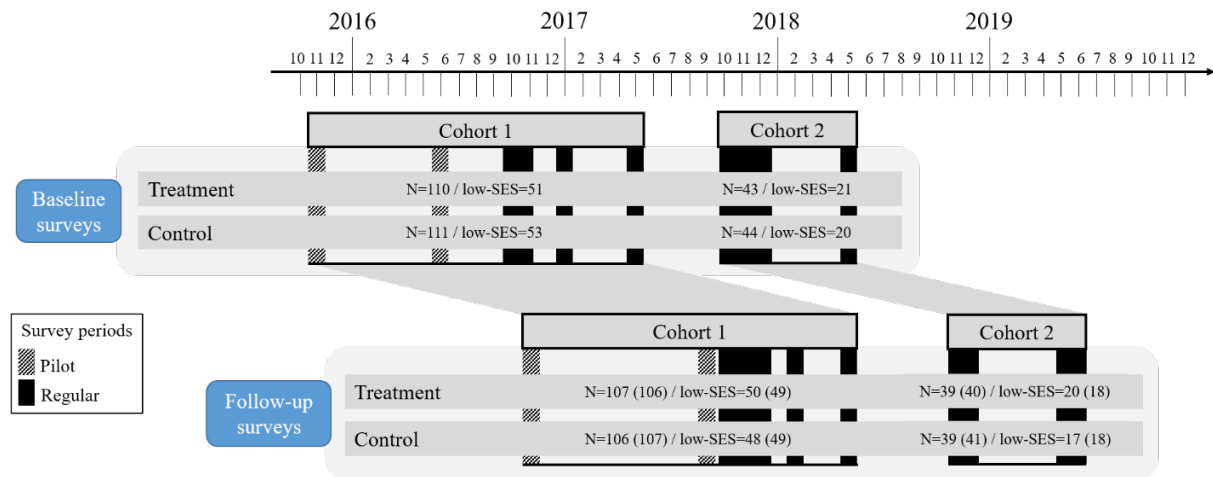 2016 2017 2018 2019
10 11 12 2 3 4 5 6 7 8 9 10 11 12 2 3 4 5 6 7 8 9 10 11 12 2 3 4 5 6 7 8 9 10 11 12 2 3 4 5 6 7 8 9 10 11 12
Cohort 1 Cohort 2
Baseline
surveys
Treatment N=110 / low-SES=51 N=43 / low-SES=21
Control N=111 / low-SES=53 N=44 / low-SES=20
Survey periods
Pilot
Regular
Cohort 1 Cohort 2
Follow-up
surveys
Treatment N=107 (106) / low-SES=50 (49) N=39 (40) / low-SES=20 (18)
Control N=106 (107) / low-SES=48 (49) N=39 (41) / low-SES=17 (18)